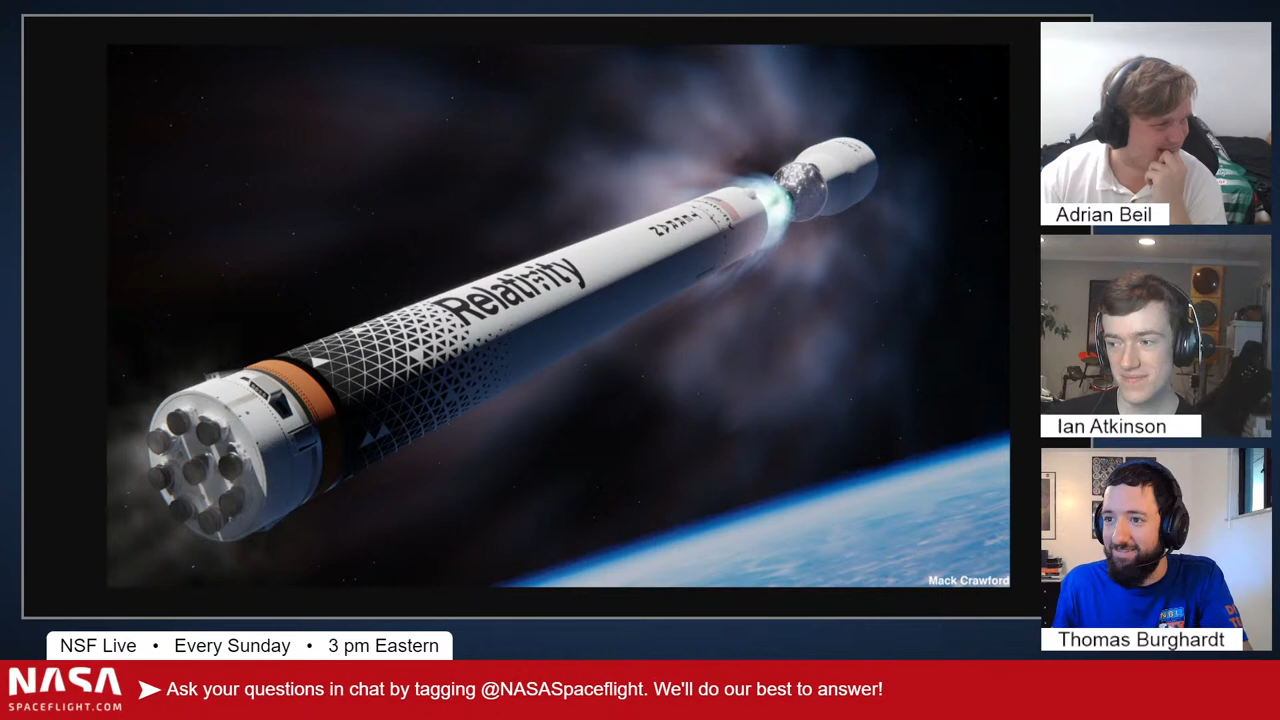 Relativity
Mack Crawford
Adrian Beil
Ian Atkinson
Thomas Burghardt
NSF Live • Every Sunday • 3 pm Eastern
NASA
SPACEFLIGHT.COM
Ask your questions in chat by tagging @NASASpaceflight. We'll do our best to answer!